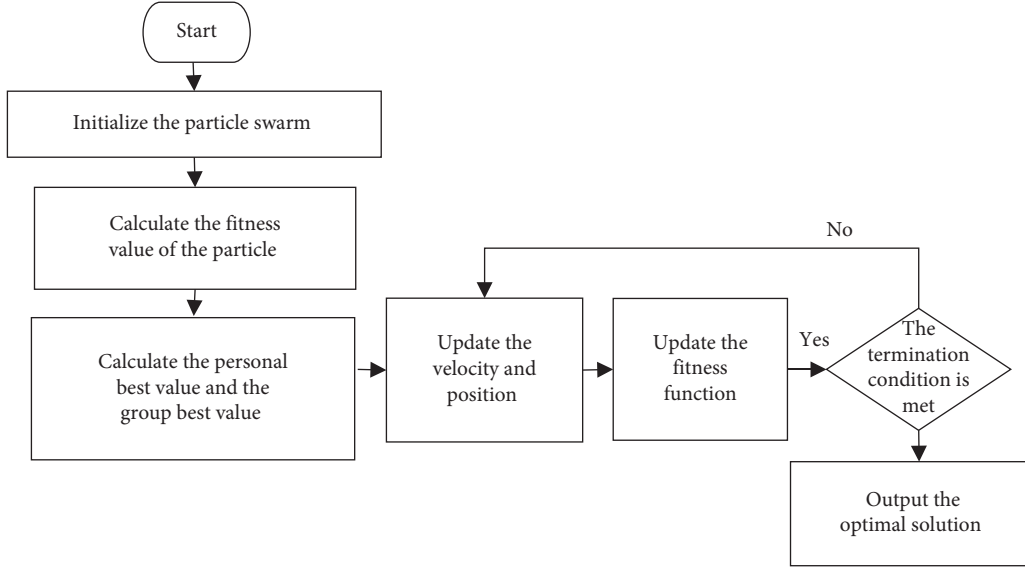 Start
Initialize the particle swarm
Calculate the fitness
value of the particle
Calculate the personal
best value and the
group best value
Update the
velocity and
position
Update the
fitness
function
No
Yes
The
termination
condition is
met
Output the
optimal solution